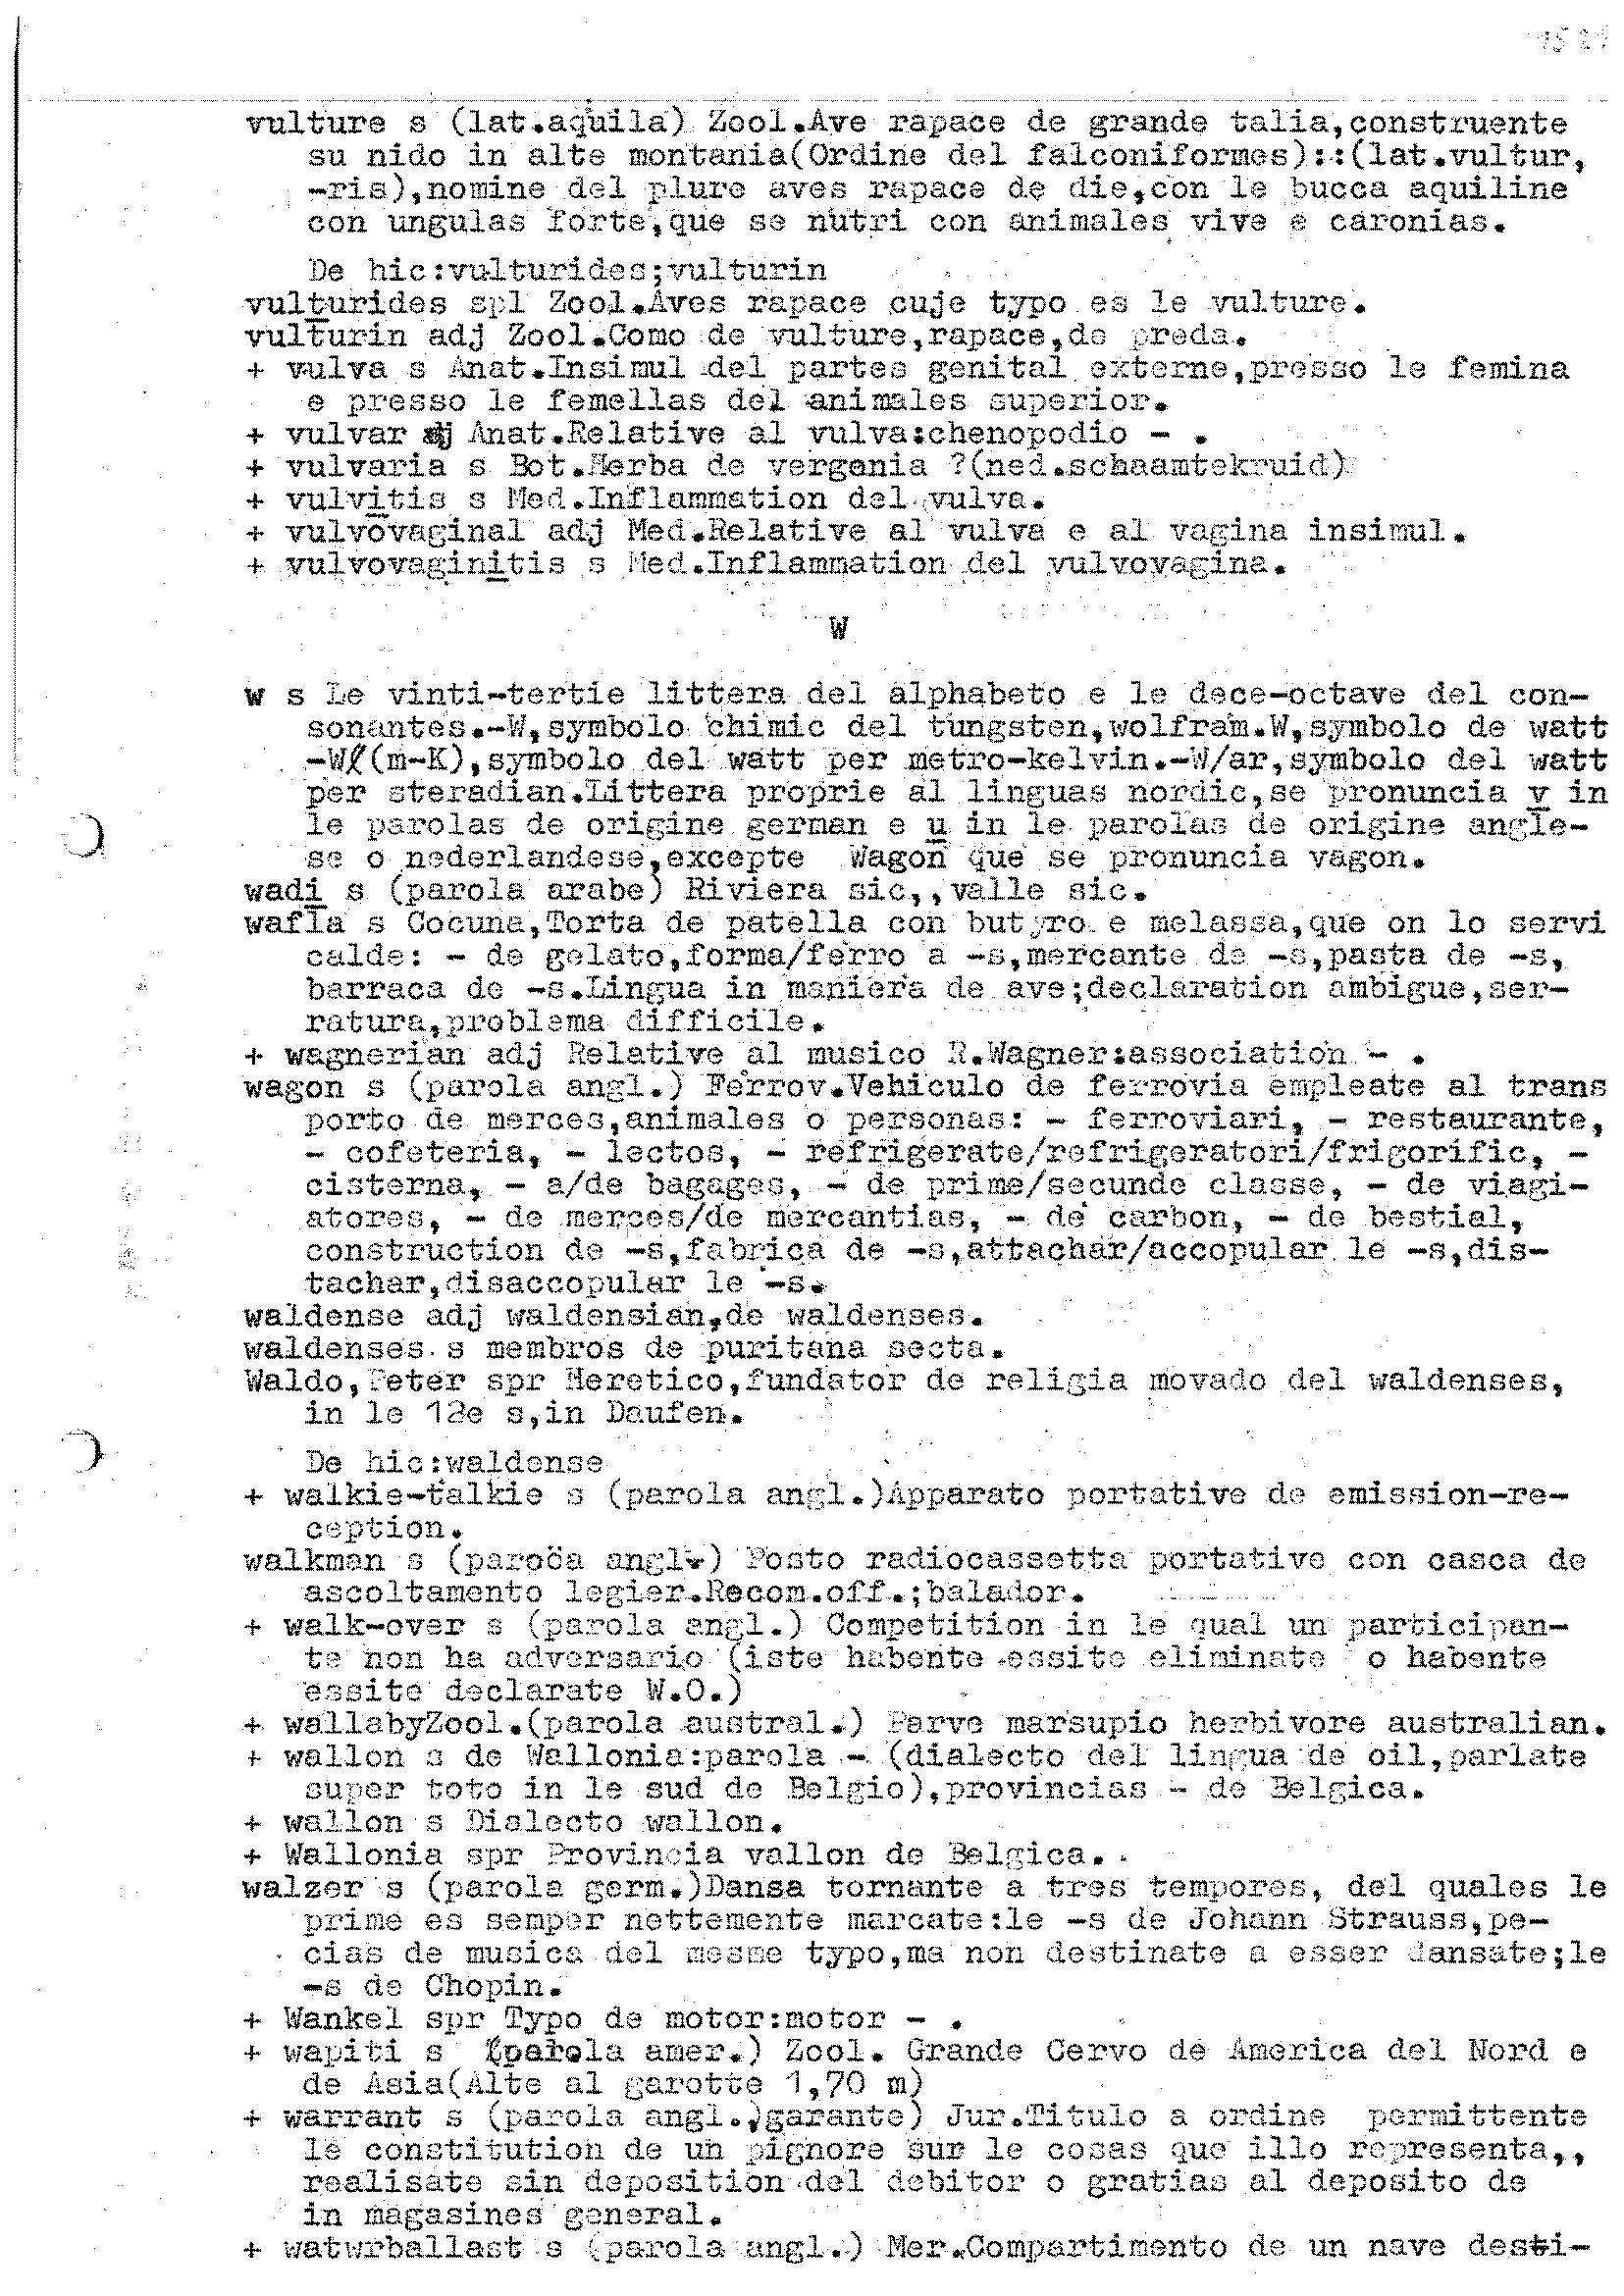 vulture s (lat.aquila) Zool.Ave rapace de grande talia,construente
su nido in alte montania(Ordine del falconiformes)::(lat.vultur,
-ris),nomine del plure aves rapace de die,con le bucca aquiline
con ungulas forte,que se nutri con animales vive e caronias.
De hic:vulturides;vulturin
vulturides spl Zool.Aves rapace cuje typo es le vulture.
vulturin adj Zool.Como de vulture,rapace,de preda.
+ vulva s Anat.Insimul del partes genital externe,presso le femina
e presso le femellas del animales superior.
+ vulvar adj Anat.Relative al vulva:chenopodio - .
+ vulvaria s Bot.Herba de vergenia ?(ned.schaamtekruid)
+ vulvitis s Med.Inflammation del vulva.
+ vulvovaginal adj Med.Relative al vulva e al vagina insimul.
+ vulvovaginitis s Med.Inflammation del vulvovagina.
W
w s Le vinti-tertie littera del alphabeto e le dece-octave del con-
sonantes.-W,symbolo chimic del tungsten,wolfram.W,symbolo de watt
-W/(m-K),symbolo del watt per metro-kelvin.-W/ar,symbolo del watt
per steradian.Littera proprie al linguas nordic,se pronuncia v in
le parolas de origine german e u in le parolas de origine angle-
se o nederlandese,excepte Wagon que se pronuncia vagon.
wadi s (parola arabe) Riviera sic,,valle sic.
wafla s Cocuna,Torta de patella con butyro e melassa,que on lo servi
calde: - de gelato,forma/ferro a -s,mercante de -s,pasta de -s,
barraca de -s.Lingua in maniera de ave;declaration ambigue,ser-
ratura,problema difficile.
+ wagnerian adj Relative al musico R.Wagner:association - .
wagon s (parola angl.) Ferrov.Vehiculo de ferrovia empleate al trans
porto de merces,animales o personas: - ferroviari, - restaurante,
- cofeteria, - lectos, - refrigerate/refrigeratori/frigorific, -
cisterna, - a/de bagages, - de prime/secunde classe, - de viagi-
atores, - de merces/de mercantias, - de carbon, - de bestial,
construction de -s,fabrica de -s,attachar/accopular le -s,dis-
tachar,disaccopular le -s.
waldense adj waldensian,de waldenses.
waldenses s membros de puritana secta.
Waldo,Peter spr Heretico,fundator de religia movado del waldenses,
in le 12e s,in Daufen.
De hic:waldense
+ walkie-talkie s (parola angl.)Apparato portative de emission-re-
ception.
walkman s (paroča angl.) Posto radiocassetta portative con casca de
ascoltamento legier.Recom.off.;balador.
+ walk-over s (parola angl.) Competition in le qual un participan-
te non ha adversario (iste habente essite eliminate o habente
essite declarate W.O.)
+ wallabyZool.(parola austral.) Parve marsupio herbivore australian.
+ wallon s de Wallonia:parola - (dialecto del lingua de oil,parlate
super toto in le sud de Belgio),provincias - de Belgica.
+ wallon s Dialecto wallon.
+ Wallonia spr Provincia vallon de Belgica.
walzer s (parola germ.)Dansa tornante a tres tempores, del quales le
prime es semper nettemente marcate:le -s de Johann Strauss,pe-
cias de musica del mesme typo,ma non destinate a esser dansate;le
-s de Chopin.
+ Wankel spr Typo de motor:motor - .
+ wapiti s (parola amer.) Zool. Grande Cervo de America del Nord e
de Asia(Alte al garotte 1,70 m)
+ warrant s (parola angl.,garante) Jur.Titulo a ordine permittente
le constitution de un pignore sur le cosas que illo representa,,
realisate sin deposition del debitor o gratias al deposito de
in magasines general.
+ watwrballast s (parola angl.) Mer.Compartimento de un nave desti-